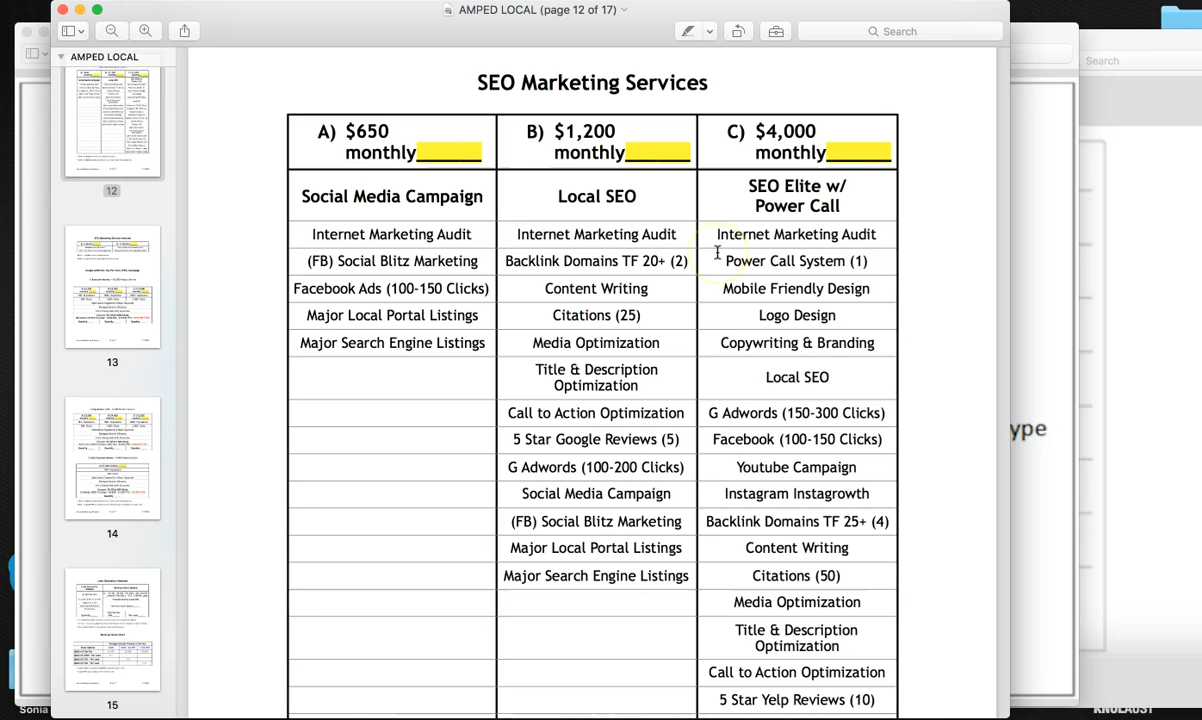 AMPED LOCAL (page 12 of 17)
Search
Search
AMPED LOCAL
12
13
14
15
SEO Marketing Services
A) $650 monthly
B) $1,200 monthly
C) $4,000 monthly
Social Media Campaign
Local SEO
SEO Elite w/
Power Call
Internet Marketing Audit
Internet Marketing Audit
Internet Marketing Audit
(FB) Social Blitz Marketing
Backlink Domains TF 20+ (2)
Power Call System (1)
Facebook Ads (100-150 Clicks)
Content Writing
Mobile Friendly Design
Major Local Portal Listings
Citations (25)
Logo Design
Major Search Engine Listings
Media Optimization
Copywriting & Branding
Title & Description
Optimization
Local SEO
Call to Action Optimization
G Adwords (150-300 Clicks)
5 Star Google Reviews (5)
Facebook (100-150 Clicks)
G Adwords (100-200 Clicks)
Youtube Campaign
Social Media Campaign
Instagram Instagrowth
(FB) Social Blitz Marketing
Backlink Domains TF 25+ (4)
Major Local Portal Listings
Content Writing
Major Search Engine Listings
Citations (50)
Media Optimization
Title & Description
Optimization
Call to Action Optimization
5 Star Yelp Reviews (10)
ype
Sonia